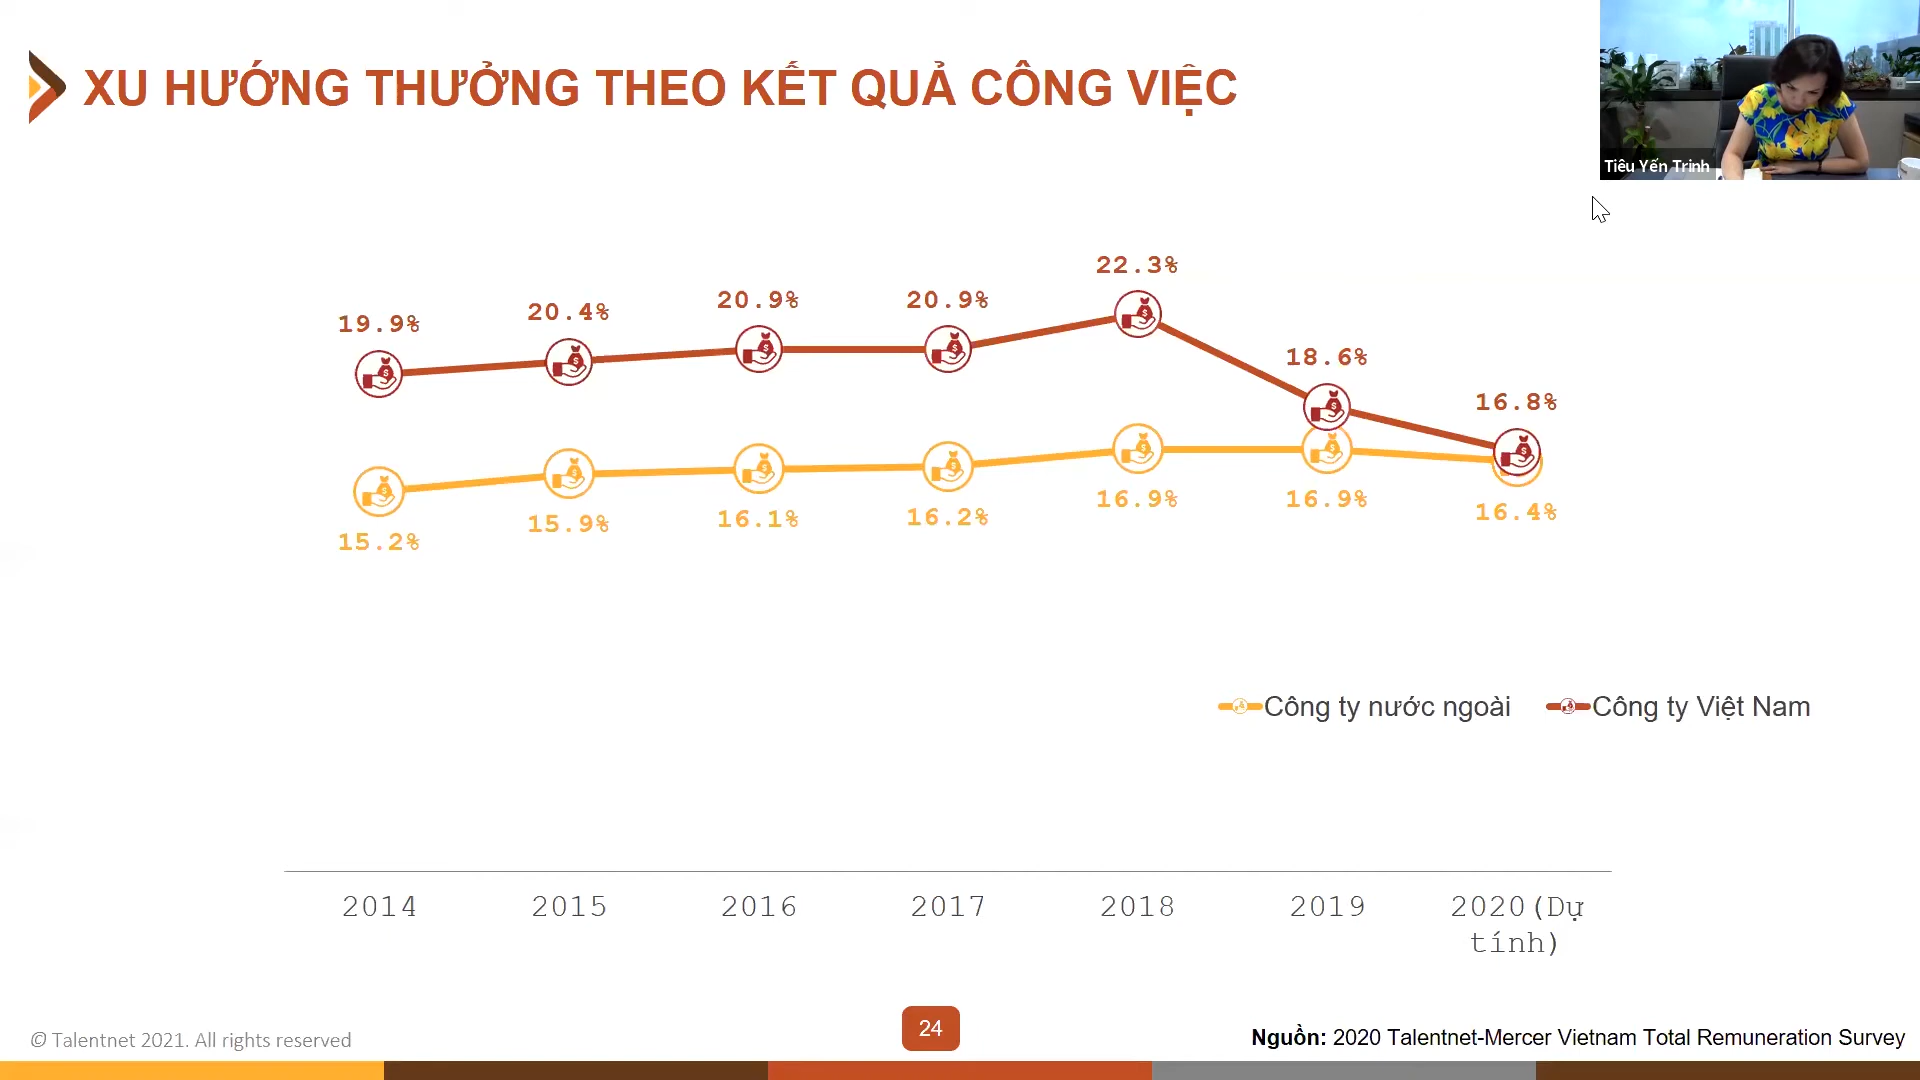 XU HƯỚNG THƯỞNG THEO KẾT QUẢ CÔNG VIỆC
Tiêu Yến Trinh
22.3%
20.9%
20.9%
20.4%
19.9%
18.6%
16.8%
16.9%
16.9%
16.4%
16.2%
16.1%
15.9%
15.2%
Công ty nước ngoài
Công ty Việt Nam
2014
2015
2016
2017
2018
2019
2020(Dự
tính)
© Talentnet 2021. All rights reserved
24
Nguồn: 2020 Talentnet-Mercer Vietnam Total Remuneration Survey